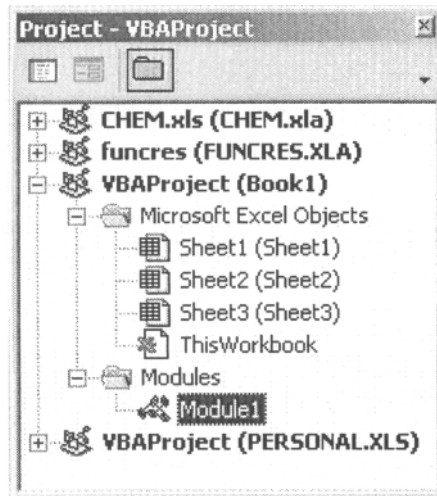 Project - VBAProject
CHEM.xls (CHEM.xla)
funcres (FUNCRES.XLA)
VBAProject (Book1)
Microsoft Excel Objects
Sheet1 (Sheet1)
Sheet2 (Sheet2)
Sheet3 (Sheet3)
ThisWorkbook
Modules
Module1
VBAProject (PERSONAL.XLS)